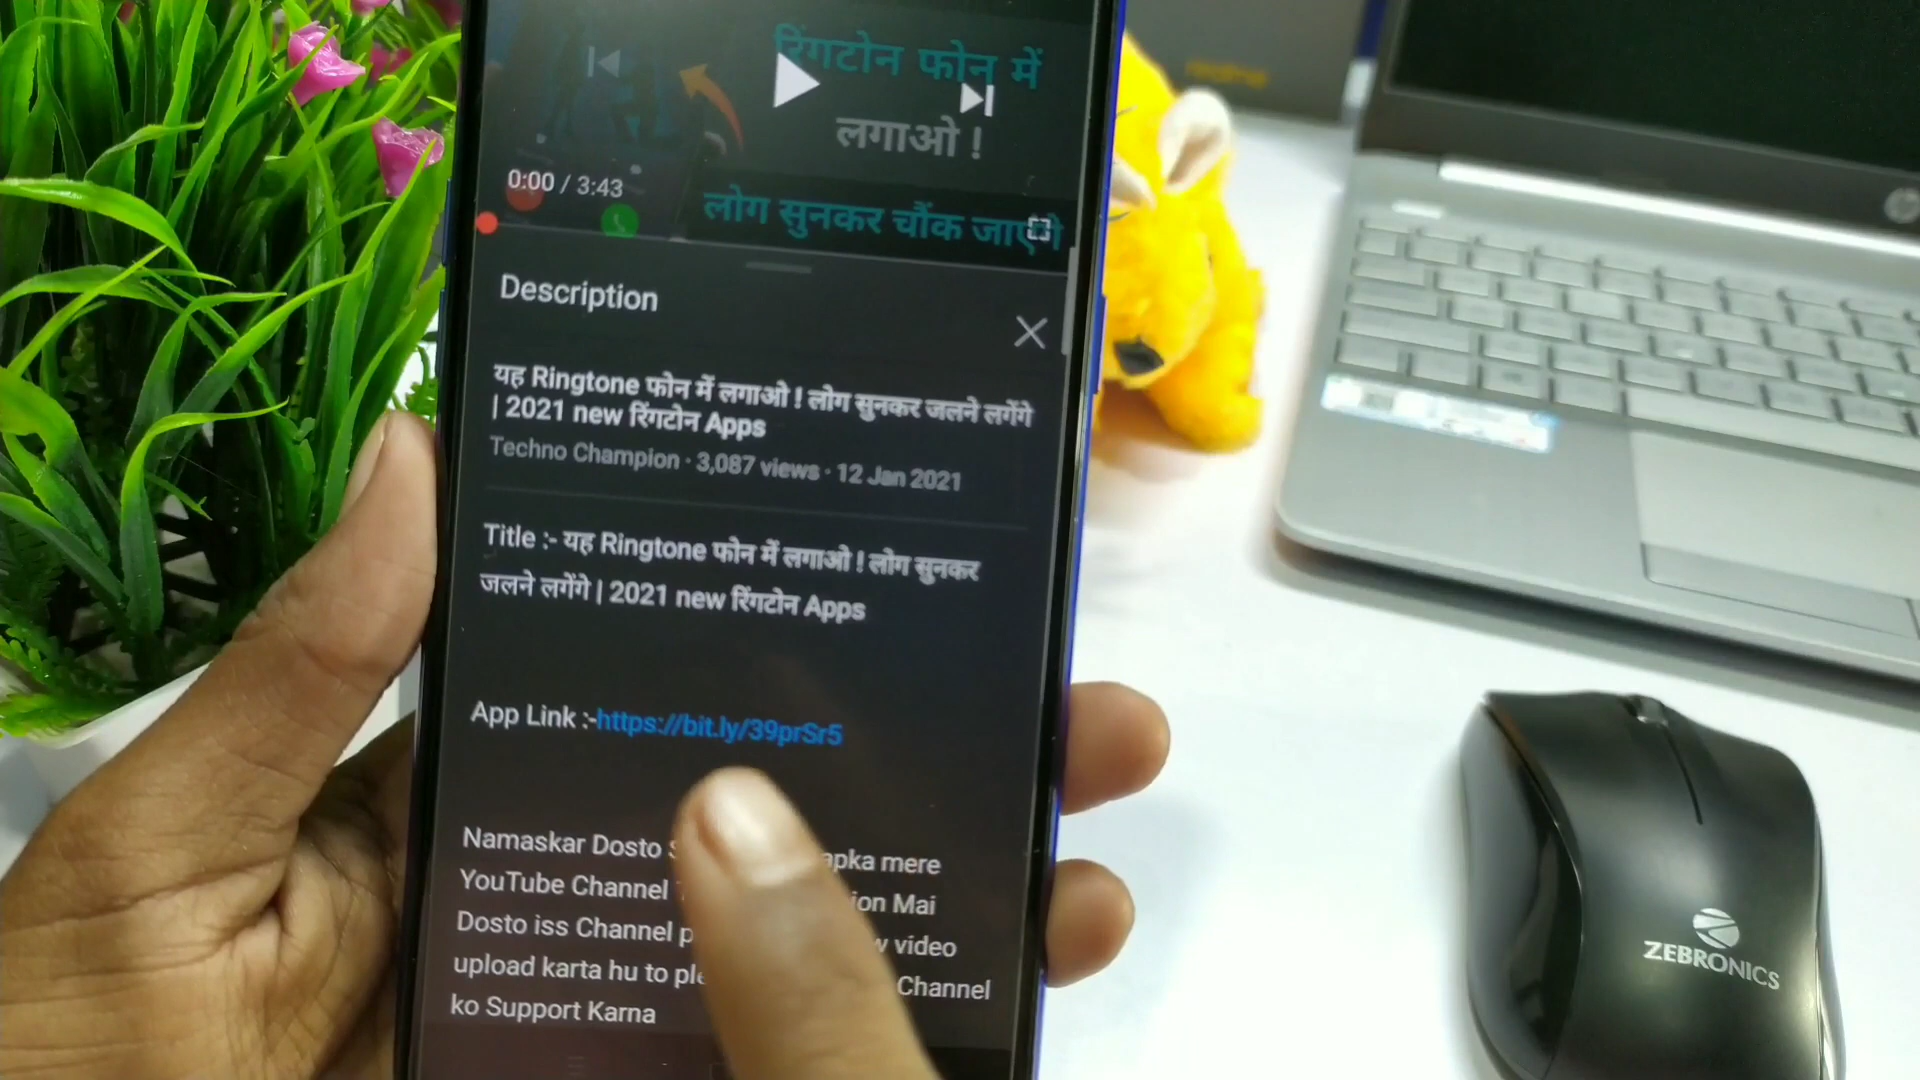 रिंगटोन फोन में
लगाओ !
0:00 / 3:43
लोग सुनकर चौंक जाएंगे
Description
यह Ringtone फोन में लगाओ ! लोग सुनकर जलने लगेंगे
| 2021 new रिंगटोन Apps
Techno Champion · 3,087 views · 12 Jan 2021
Title :- यह Ringtone फोन में लगाओ ! लोग सुनकर
जलने लगेंगे | 2021 new रिंगटोन Apps
App Link :-https://bit.ly/39prSr5
Namaskar Dosto apka mere
YouTube Channel Mai
Dosto iss Channel video
upload karta hu to Channel
ko Support Karna
realme
hp
ZEBRONICS